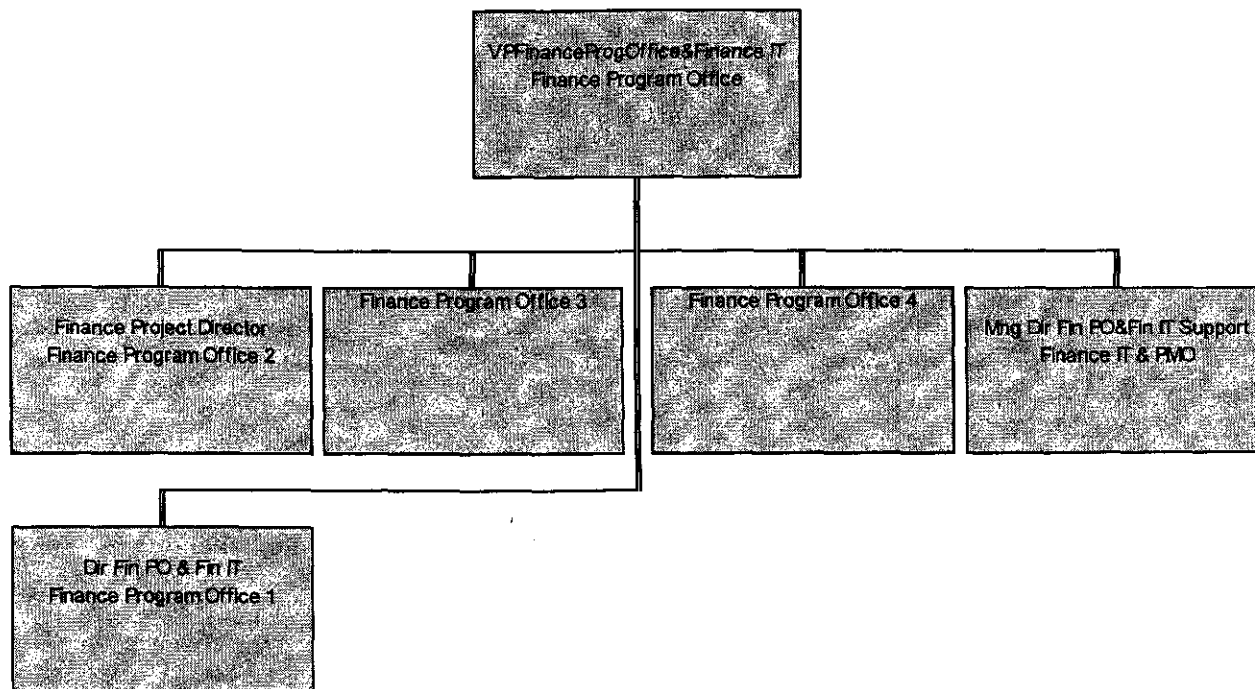 VPFinanceProgOffice&Finance IT
Finance Program Office
Finance Project Director
Finance Program Office 2
Finance Program Office 3
Finance Program Office 4
Mng Dir Fin PO&Fin IT Support
Finance IT & PMO
Dir Fin PO & Fin IT
Finance Program Office 1